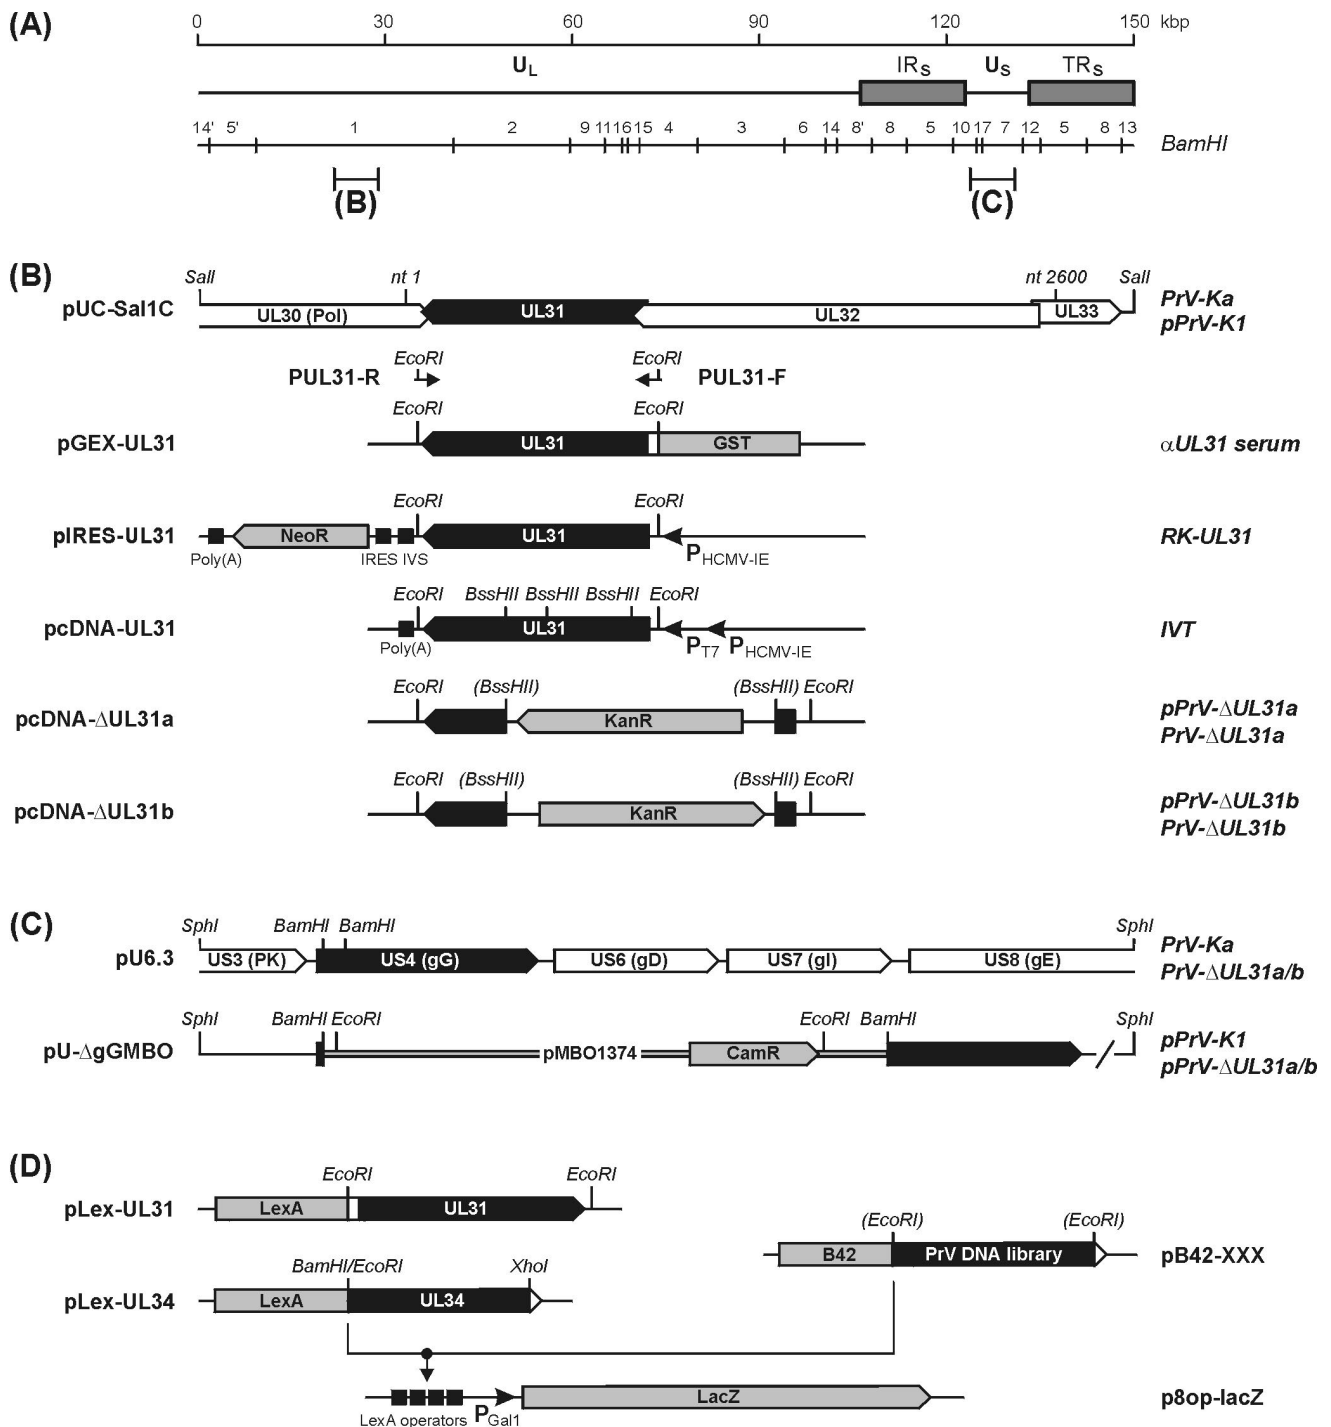 (A)
0 30 60 90 120 150 kbp
UL IRS US TRS
14' 5' 1 2 9 11 16 15 4 3 6 14 8' 8 5 10 17 7 12 5 8 13
BamHI
(B) (C)
(B)
SalI nt 1 nt 2600 SalI
pUC-Sal1C UL30 (Pol) UL31 UL32 UL33 PrV-Ka
pPrV-K1
EcoRI EcoRI
PUL31-R PUL31-F
EcoRI EcoRI
pGEX-UL31 UL31 GST αUL31 serum
EcoRI EcoRI
pIRES-UL31 NeoR UL31 RK-UL31
Poly(A) IRES IVS PHCMV-IE
EcoRI BssHII BssHII BssHII EcoRI
pcDNA-UL31 UL31 IVT
Poly(A) PT7 PHCMV-IE
EcoRI (BssHII) (BssHII) EcoRI
pcDNA-ΔUL31a KanR pPrV-ΔUL31a
PrV-ΔUL31a
EcoRI (BssHII) (BssHII) EcoRI
pcDNA-ΔUL31b KanR pPrV-ΔUL31b
PrV-ΔUL31b
(C)
SphI BamHI BamHI SphI
pU6.3 US3 (PK) US4 (gG) US6 (gD) US7 (gI) US8 (gE) PrV-Ka
PrV-ΔUL31a/b
SphI BamHI EcoRI EcoRI BamHI SphI
pU-ΔgGMBO pMBO1374 CamR pPrV-K1
pPrV-ΔUL31a/b
(D)
EcoRI EcoRI
pLex-UL31 LexA UL31
(EcoRI) (EcoRI)
B42 PrV DNA library pB42-XXX
BamHI/EcoRI XhoI
pLex-UL34 LexA UL34
LacZ p8op-lacZ
LexA operators PGal1